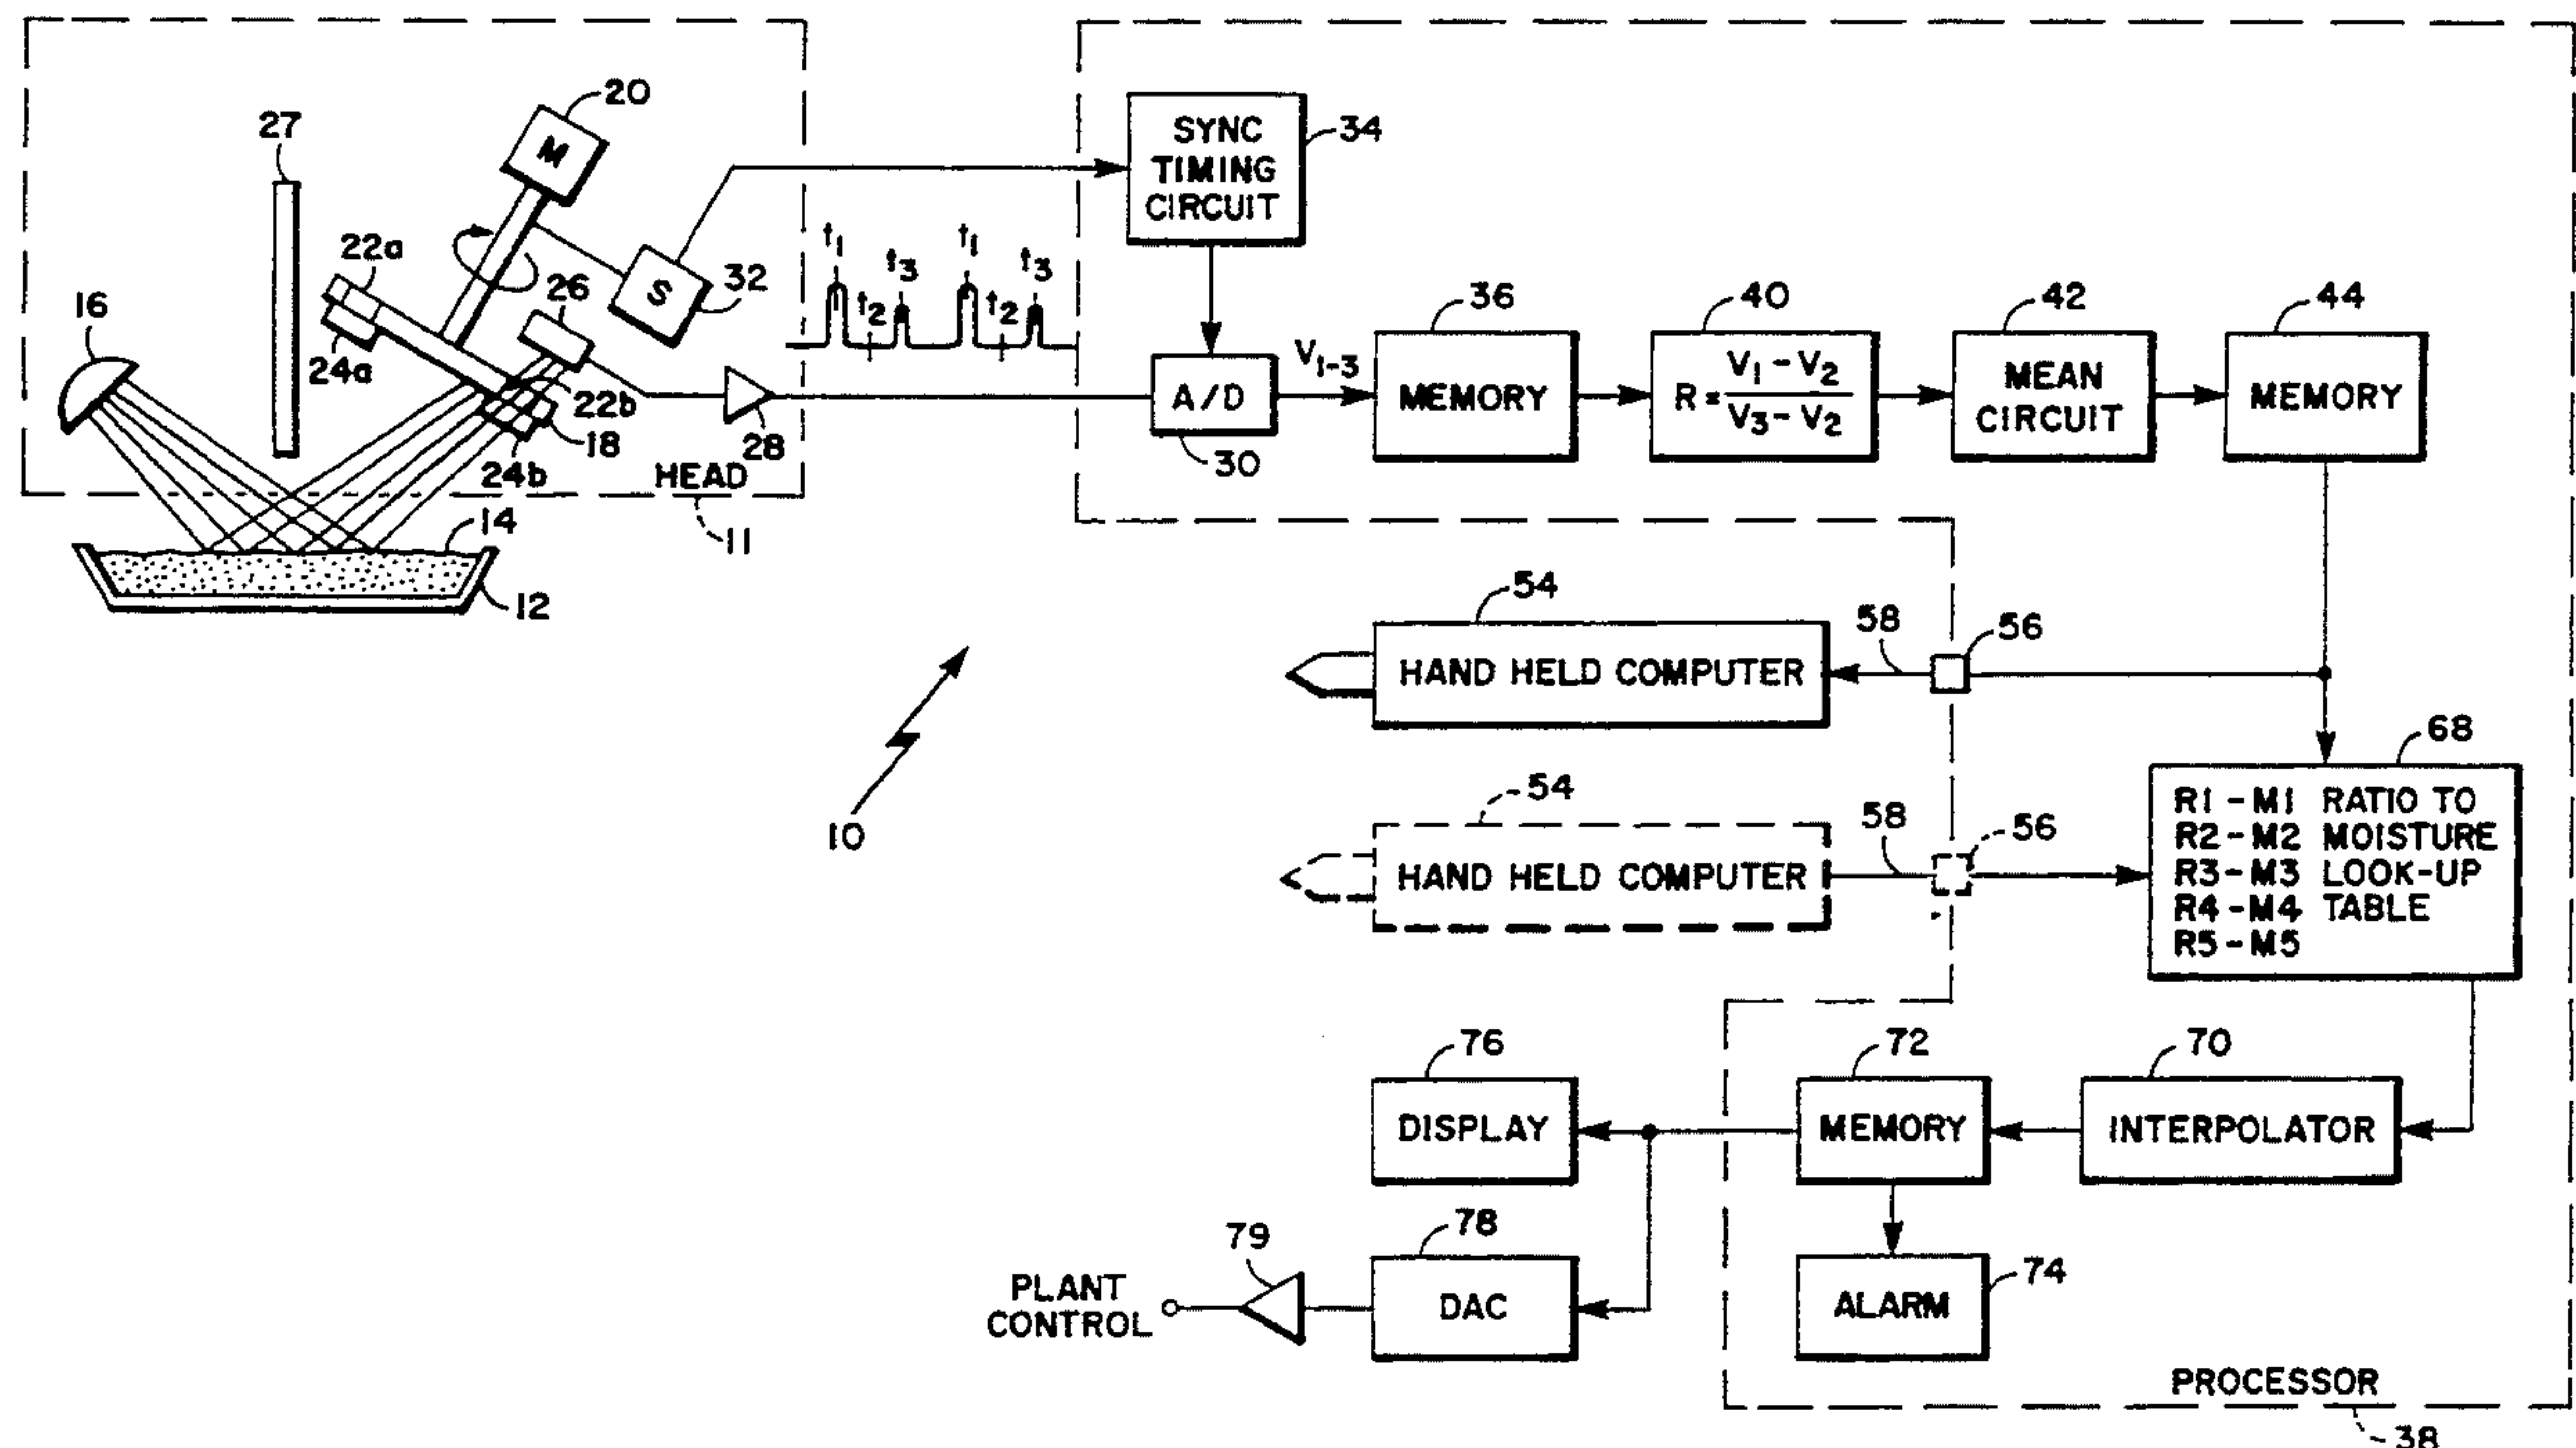 20
M
27
22a
32
S
26
16
24a
22b
18
28
24b
HEAD
11
14
12
t1
t3
t1
t3
t2
t2
SYNC
TIMING
CIRCUIT
34
A/D
30
V1-3
36
MEMORY
40
R = V1 - V2
V3 - V2
42
MEAN
CIRCUIT
44
MEMORY
54
HAND HELD COMPUTER
58
56
10
54
HAND HELD COMPUTER
58
56
68
R1 - M1 RATIO TO
R2 - M2 MOISTURE
R3 - M3 LOOK-UP
R4 - M4 TABLE
R5 - M5
76
DISPLAY
72
MEMORY
70
INTERPOLATOR
79
PLANT
CONTROL
78
DAC
ALARM
74
PROCESSOR
38